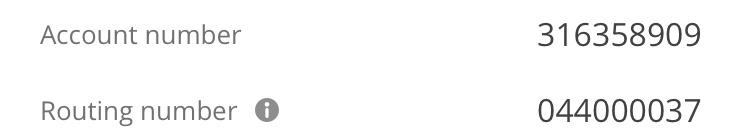 Account number 316358909
Routing number 044000037